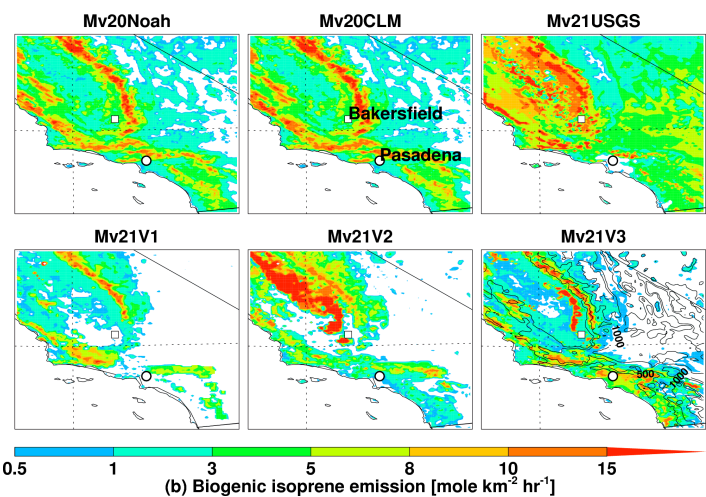 Mv20Noah Mv20CLM Mv21USGS
Bakersfield
Pasadena
Mv21V1 Mv21V2 Mv21V3
1000
500
1000
0.5 1 3 5 8 10 15
(b) Biogenic isoprene emission [mole km⁻² hr⁻¹]